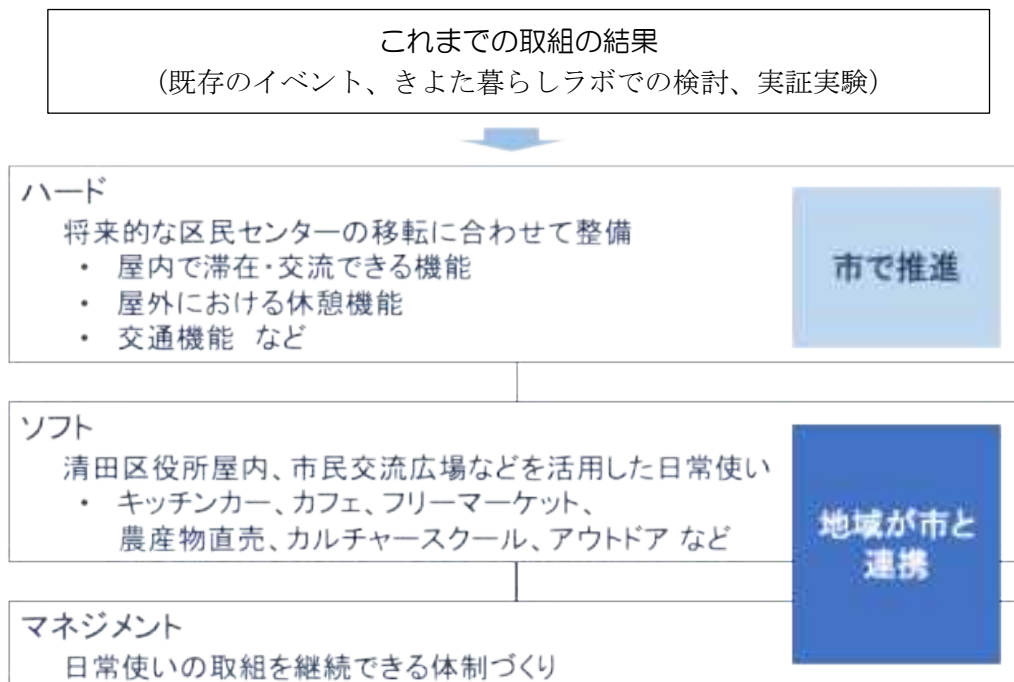 これまでの取組の結果
（既存のイベント、きよた暮らしラボでの検討、実証実験）
ハード
将来的な区民センターの移転に合わせて整備
・ 屋内で滞在・交流できる機能
・ 屋外における休憩機能
・ 交通機能 など
市で推進
ソフト
清田区役所屋内、市民交流広場などを活用した日常使い
・ キッチンカー、カフェ、フリーマーケット、
農産物直売、カルチャースクール、アウトドア など
地域が市と
連携
マネジメント
日常使いの取組を継続できる体制づくり